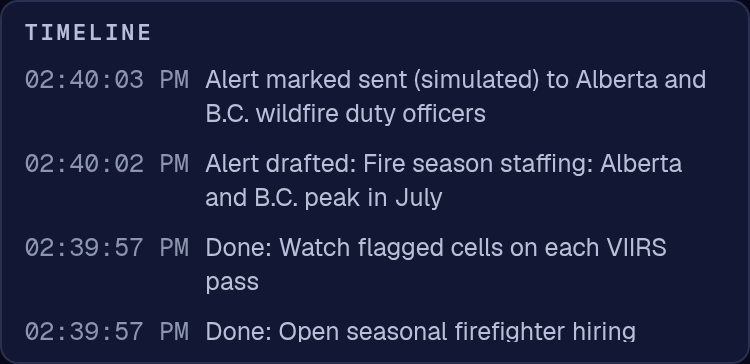 TIMELINE
02:40:03 PM Alert marked sent (simulated) to Alberta and
B.C. wildfire duty officers
02:40:02 PM Alert drafted: Fire season staffing: Alberta
and B.C. peak in July
02:39:57 PM Done: Watch flagged cells on each VIIRS
pass
02:39:57 PM Done: Open seasonal firefighter hiring